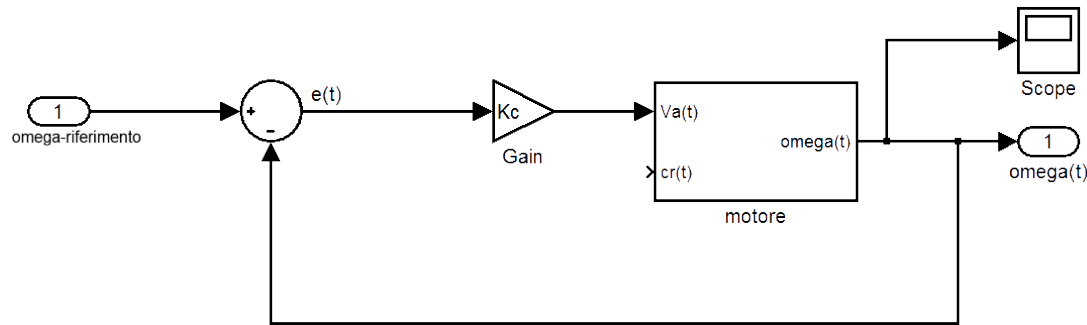 1
omega-riferimento
+
-
e(t)
Kc
Gain
Va(t)
cr(t)
omega(t)
motore
Scope
1
omega(t)